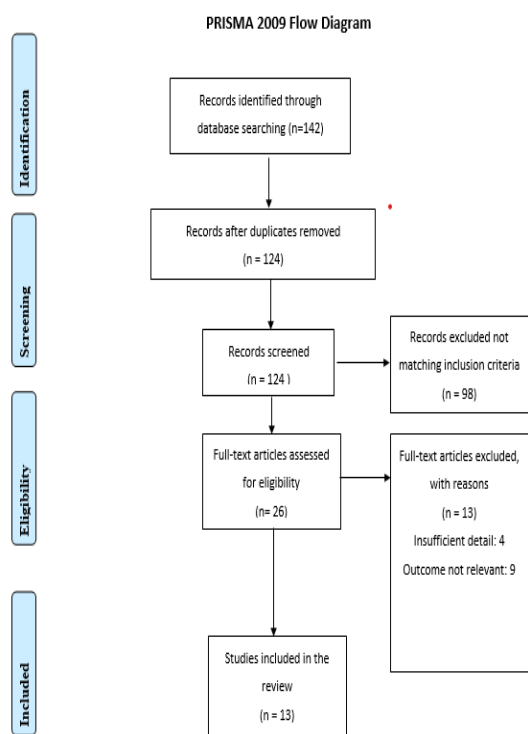 PRISMA 2009 Flow Diagram
Identification
Records identified through
database searching (n=142)
Records after duplicates removed
(n = 124)
Screening
Records screened
(n = 124)
Records excluded not
matching inclusion criteria
(n = 98)
Eligibility
Full-text articles assessed
for eligibility
(n= 26)
Full-text articles excluded,
with reasons
(n = 13)
Insufficient detail: 4
Outcome not relevant: 9
Included
Studies included in the
review
(n = 13)